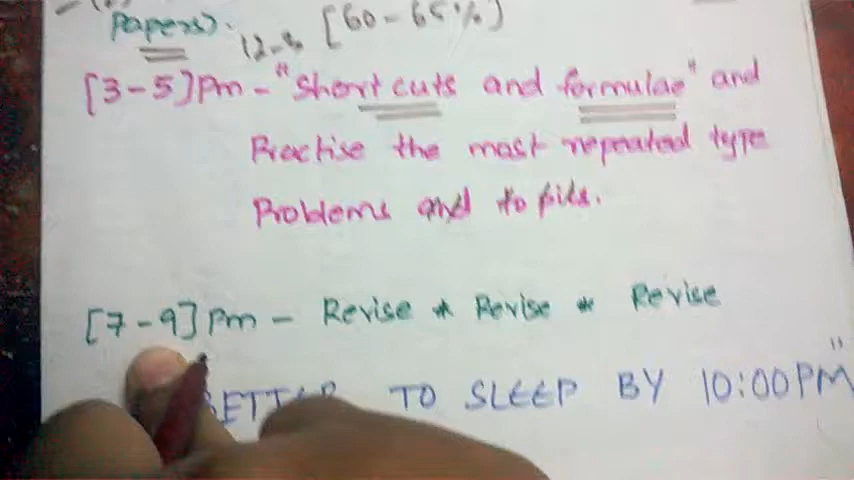 Papers).
12-3 [60-65%]
[3-5]Pm-"Short cuts and formulae" and
Practise the most repeated type
Problems and topics.
[7-9]Pm - Revise * Revise * Revise
BETTER TO SLEEP BY 10:00PM"